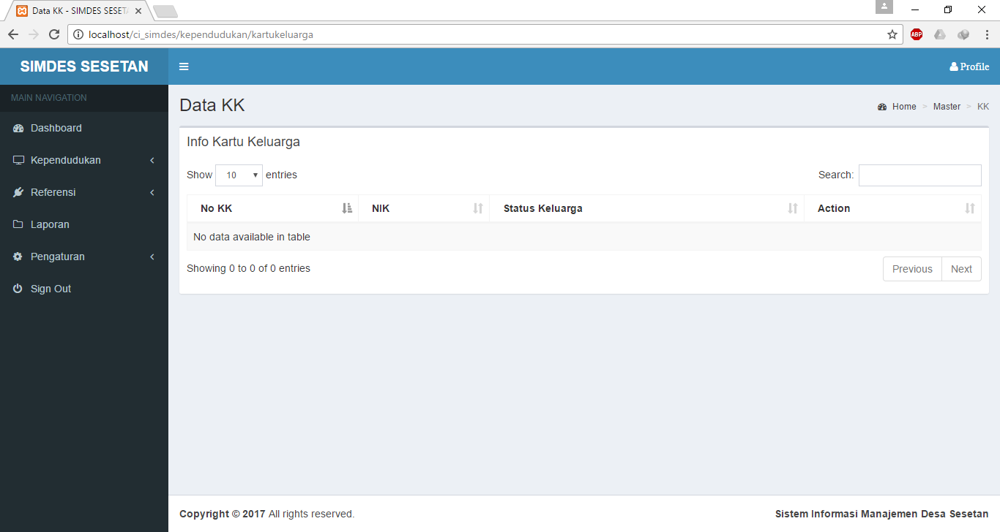 Data KK - SIMDES SESET
localhost/ci_simdes/kependudukan/kartukeluarga
ABP
SIMDES SESETAN
Profile
MAIN NAVIGATION
Dashboard
Kependudukan
Referensi
Laporan
Pengaturan
Sign Out
Data KK
Home > Master > KK
Info Kartu Keluarga
Show 10 entries
Search:
No KK NIK Status Keluarga Action
No data available in table
Showing 0 to 0 of 0 entries
Previous Next
Copyright © 2017 All rights reserved.
Sistem Informasi Manajemen Desa Sesetan